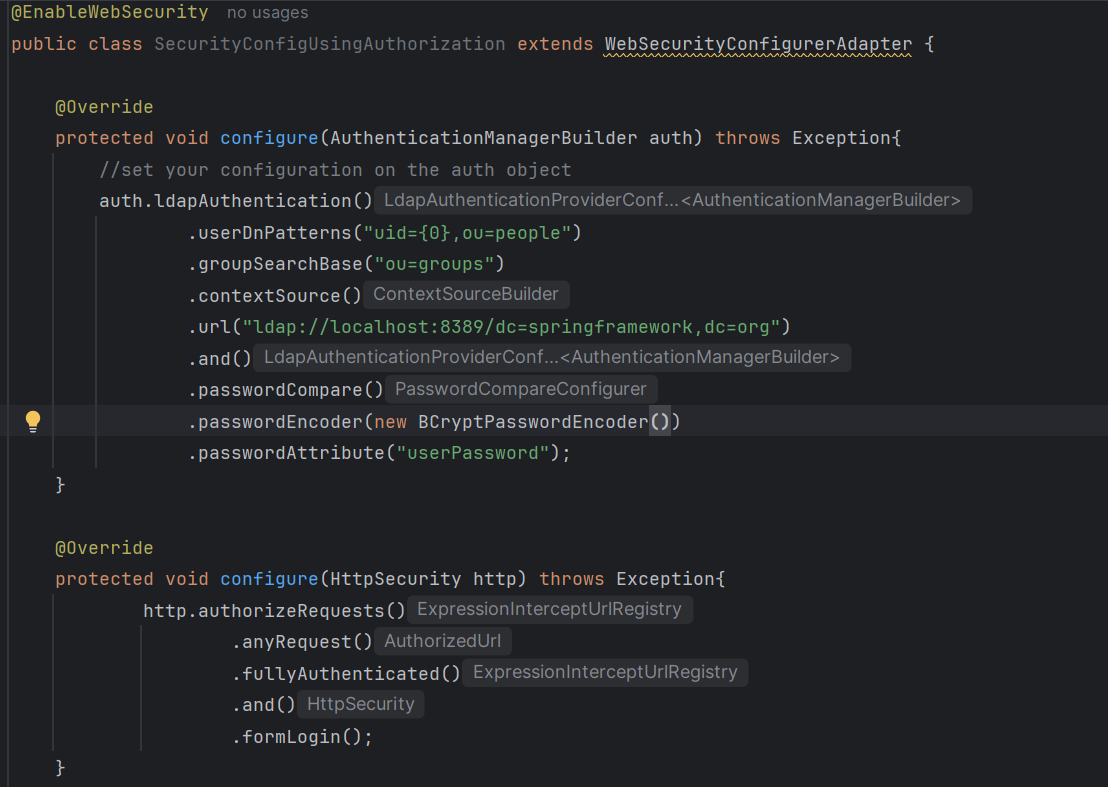 @EnableWebSecurity no usages
public class SecurityConfigUsingAuthorization extends WebSecurityConfigurerAdapter {
@Override
protected void configure(AuthenticationManagerBuilder auth) throws Exception{
//set your configuration on the auth object
auth.ldapAuthentication() LdapAuthenticationProviderConf...<AuthenticationManagerBuilder>
.userDnPatterns("uid={0},ou=people")
.groupSearchBase("ou=groups")
.contextSource() ContextSourceBuilder
.url("ldap://localhost:8389/dc=springframework,dc=org")
.and() LdapAuthenticationProviderConf...<AuthenticationManagerBuilder>
.passwordCompare() PasswordCompareConfigurer
.passwordEncoder(new BCryptPasswordEncoder())
.passwordAttribute("userPassword");
}
@Override
protected void configure(HttpSecurity http) throws Exception{
http.authorizeRequests() ExpressionInterceptUrlRegistry
.anyRequest() AuthorizedUrl
.fullyAuthenticated() ExpressionInterceptUrlRegistry
.and() HttpSecurity
.formLogin();
}